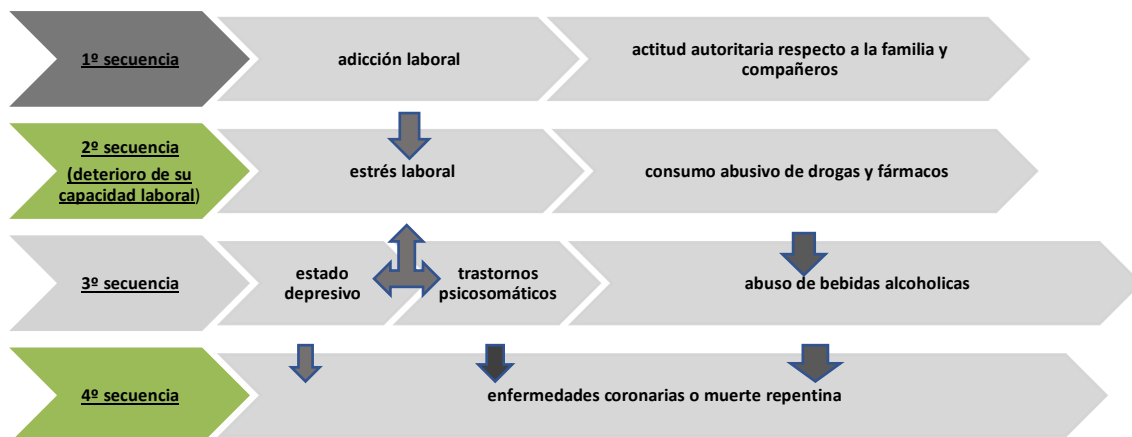 1º secuencia
adicción laboral
actitud autoritaria respecto a la familia y
compañeros
2º secuencia
(deterioro de su
capacidad laboral)
estrés laboral
consumo abusivo de drogas y fármacos
3º secuencia
estado
depresivo
trastornos
psicosomáticos
abuso de bebidas alcoholicas
4º secuencia
enfermedades coronarias o muerte repentina